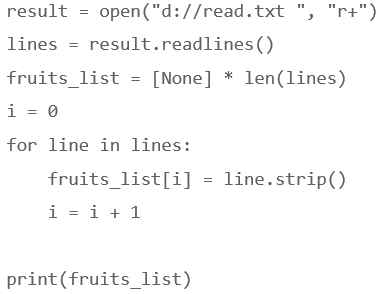 result = open("d://read.txt ", "r+")
lines = result.readlines()
fruits_list = [None] * len(lines)
i = 0
for line in lines:
    fruits_list[i] = line.strip()
    i = i + 1

print(fruits_list)